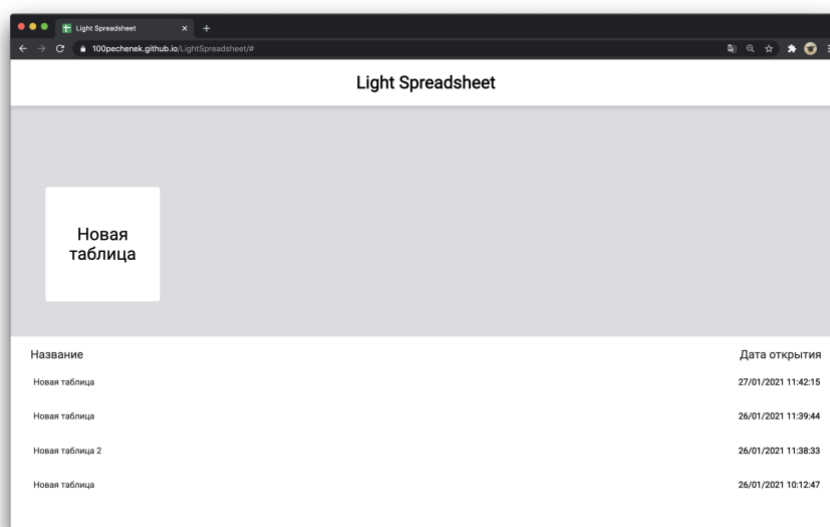 Light Spreadsheet
100pechenek.github.io/LightSpreadsheet/#
Light Spreadsheet
Новая
таблица
Название Дата открытия
Новая таблица 27/01/2021 11:42:15
Новая таблица 26/01/2021 11:39:44
Новая таблица 2 26/01/2021 11:38:33
Новая таблица 26/01/2021 10:12:47